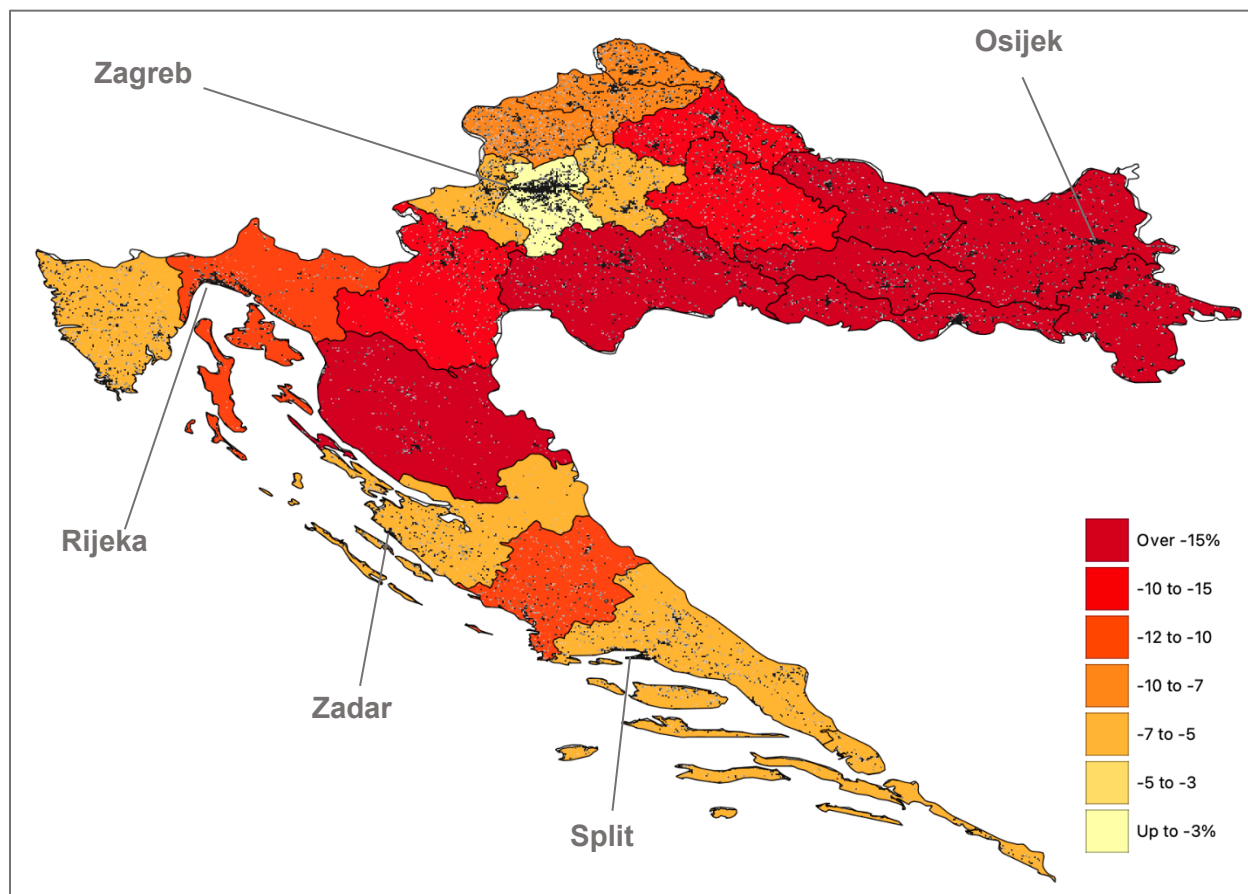 Osijek
Zagreb
Rijeka
Zadar
Split
Over -15%
-10 to -15
-12 to -10
-10 to -7
-7 to -5
-5 to -3
Up to -3%